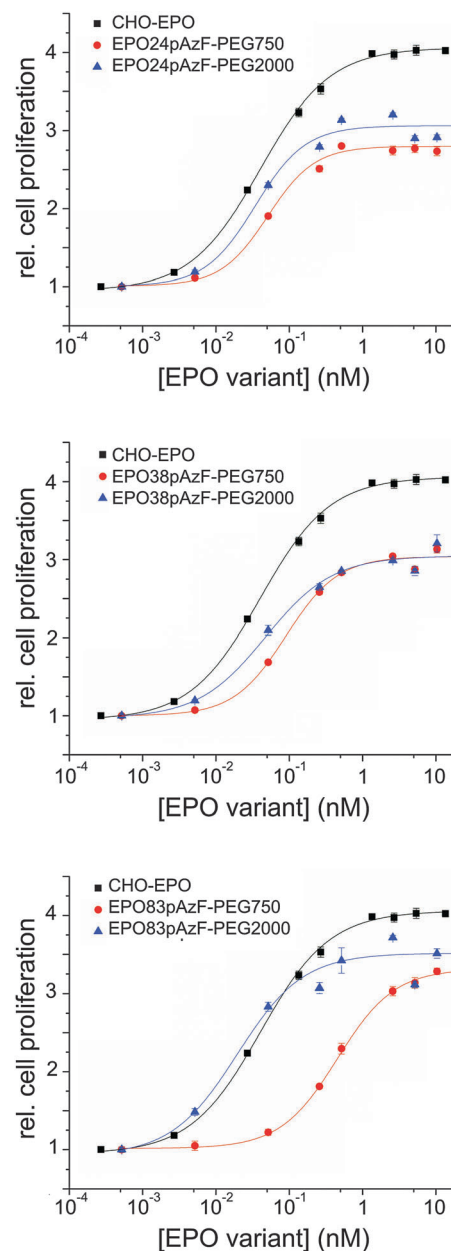 CHO-EPO
EPO24pAzF-PEG750
EPO24pAzF-PEG2000
rel. cell proliferation
4
3
2
1
10⁻⁴ 10⁻³ 10⁻² 10⁻¹ 1 10
[EPO variant] (nM)
CHO-EPO
EPO38pAzF-PEG750
EPO38pAzF-PEG2000
rel. cell proliferation
4
3
2
1
10⁻⁴ 10⁻³ 10⁻² 10⁻¹ 1 10
[EPO variant] (nM)
CHO-EPO
EPO83pAzF-PEG750
EPO83pAzF-PEG2000
rel. cell proliferation
4
3
2
1
10⁻⁴ 10⁻³ 10⁻² 10⁻¹ 1 10
[EPO variant] (nM)